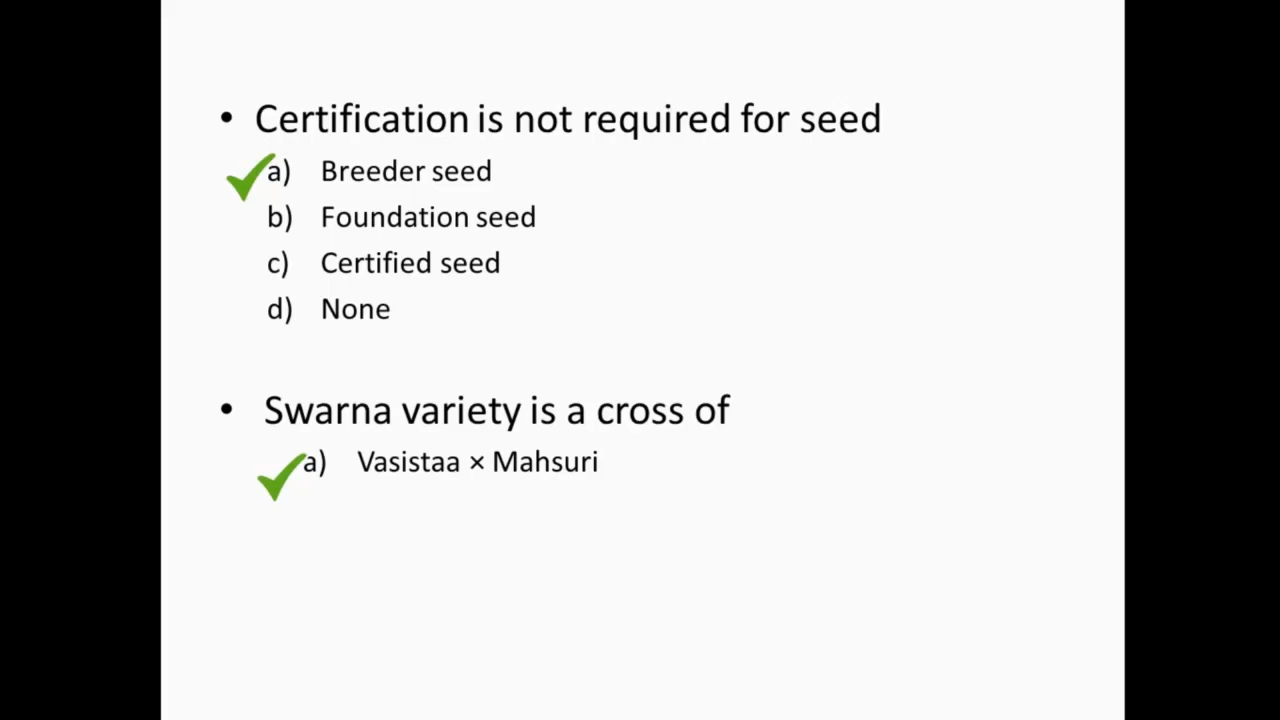 • Certification is not required for seed
a) Breeder seed
b) Foundation seed
c) Certified seed
d) None
• Swarna variety is a cross of
a) Vasistaa × Mahsuri